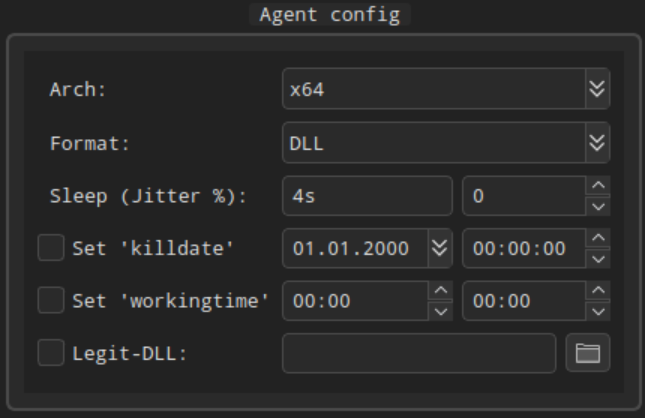 Agent config
Arch: x64
Format: DLL
Sleep (Jitter %): 4s 0
Set 'killdate' 01.01.2000 00:00:00
Set 'workingtime' 00:00 00:00
Legit-DLL: